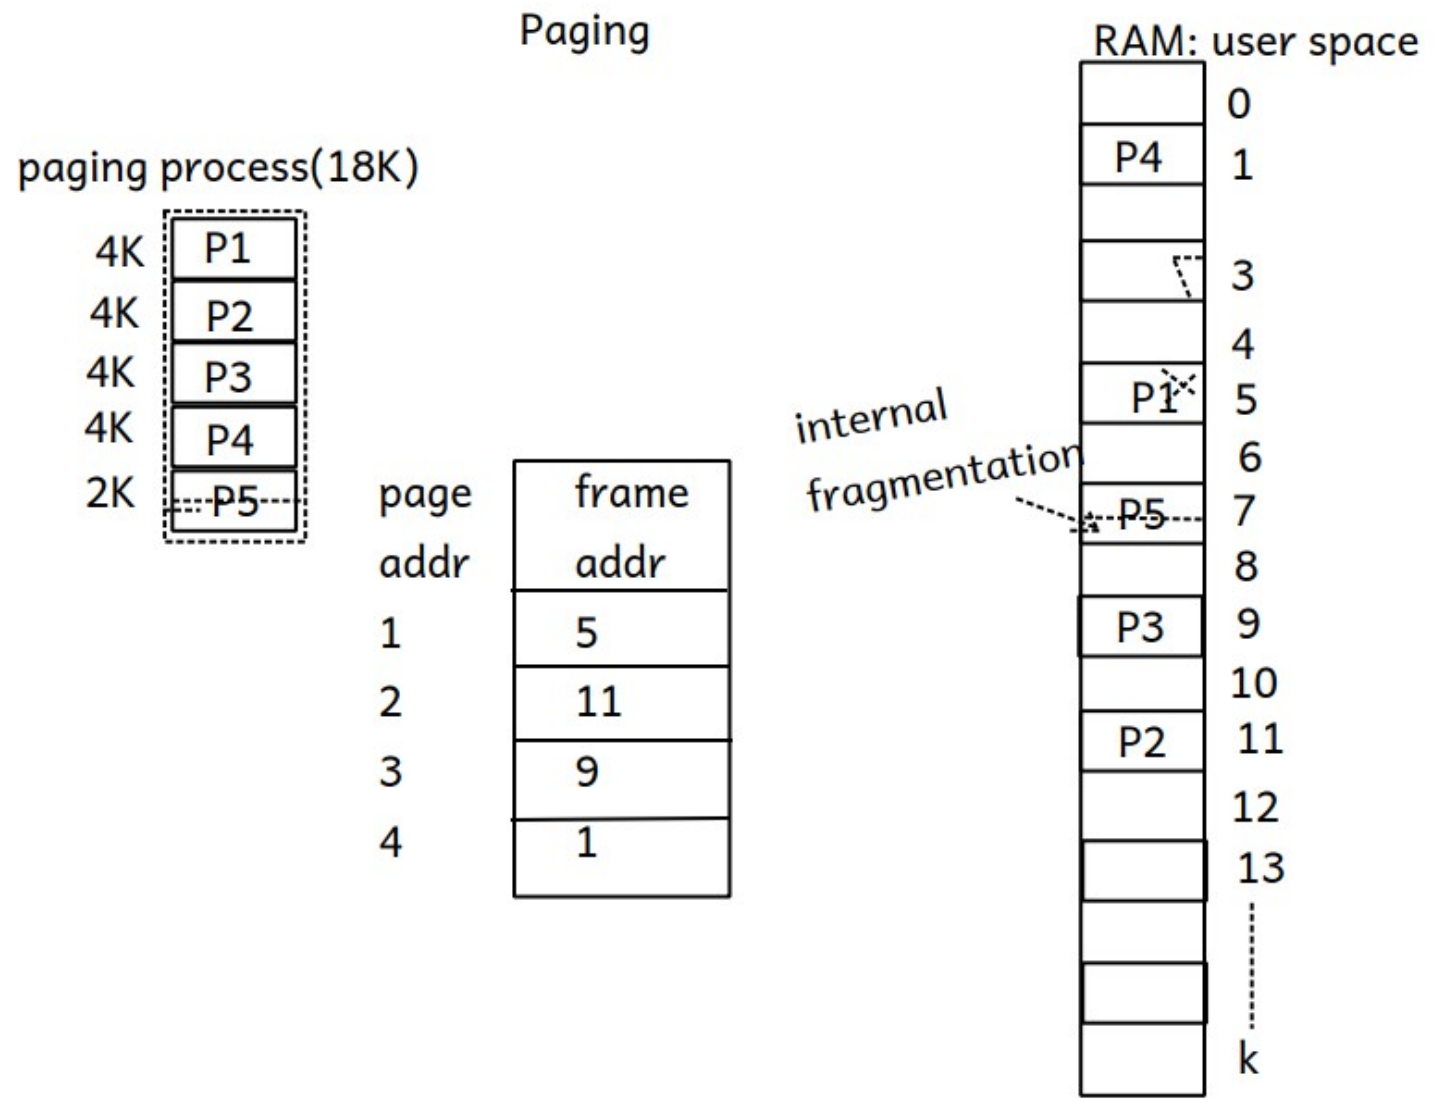 Paging
RAM: user space
paging process(18K)
4K P1
4K P2
4K P3
4K P4
2K P5
page frame
addr addr
1 5
2 11
3 9
4 1
internal
fragmentation
0
P4 1
3
4
P1 5
6
P5 7
8
P3 9
10
P2 11
12
13
k